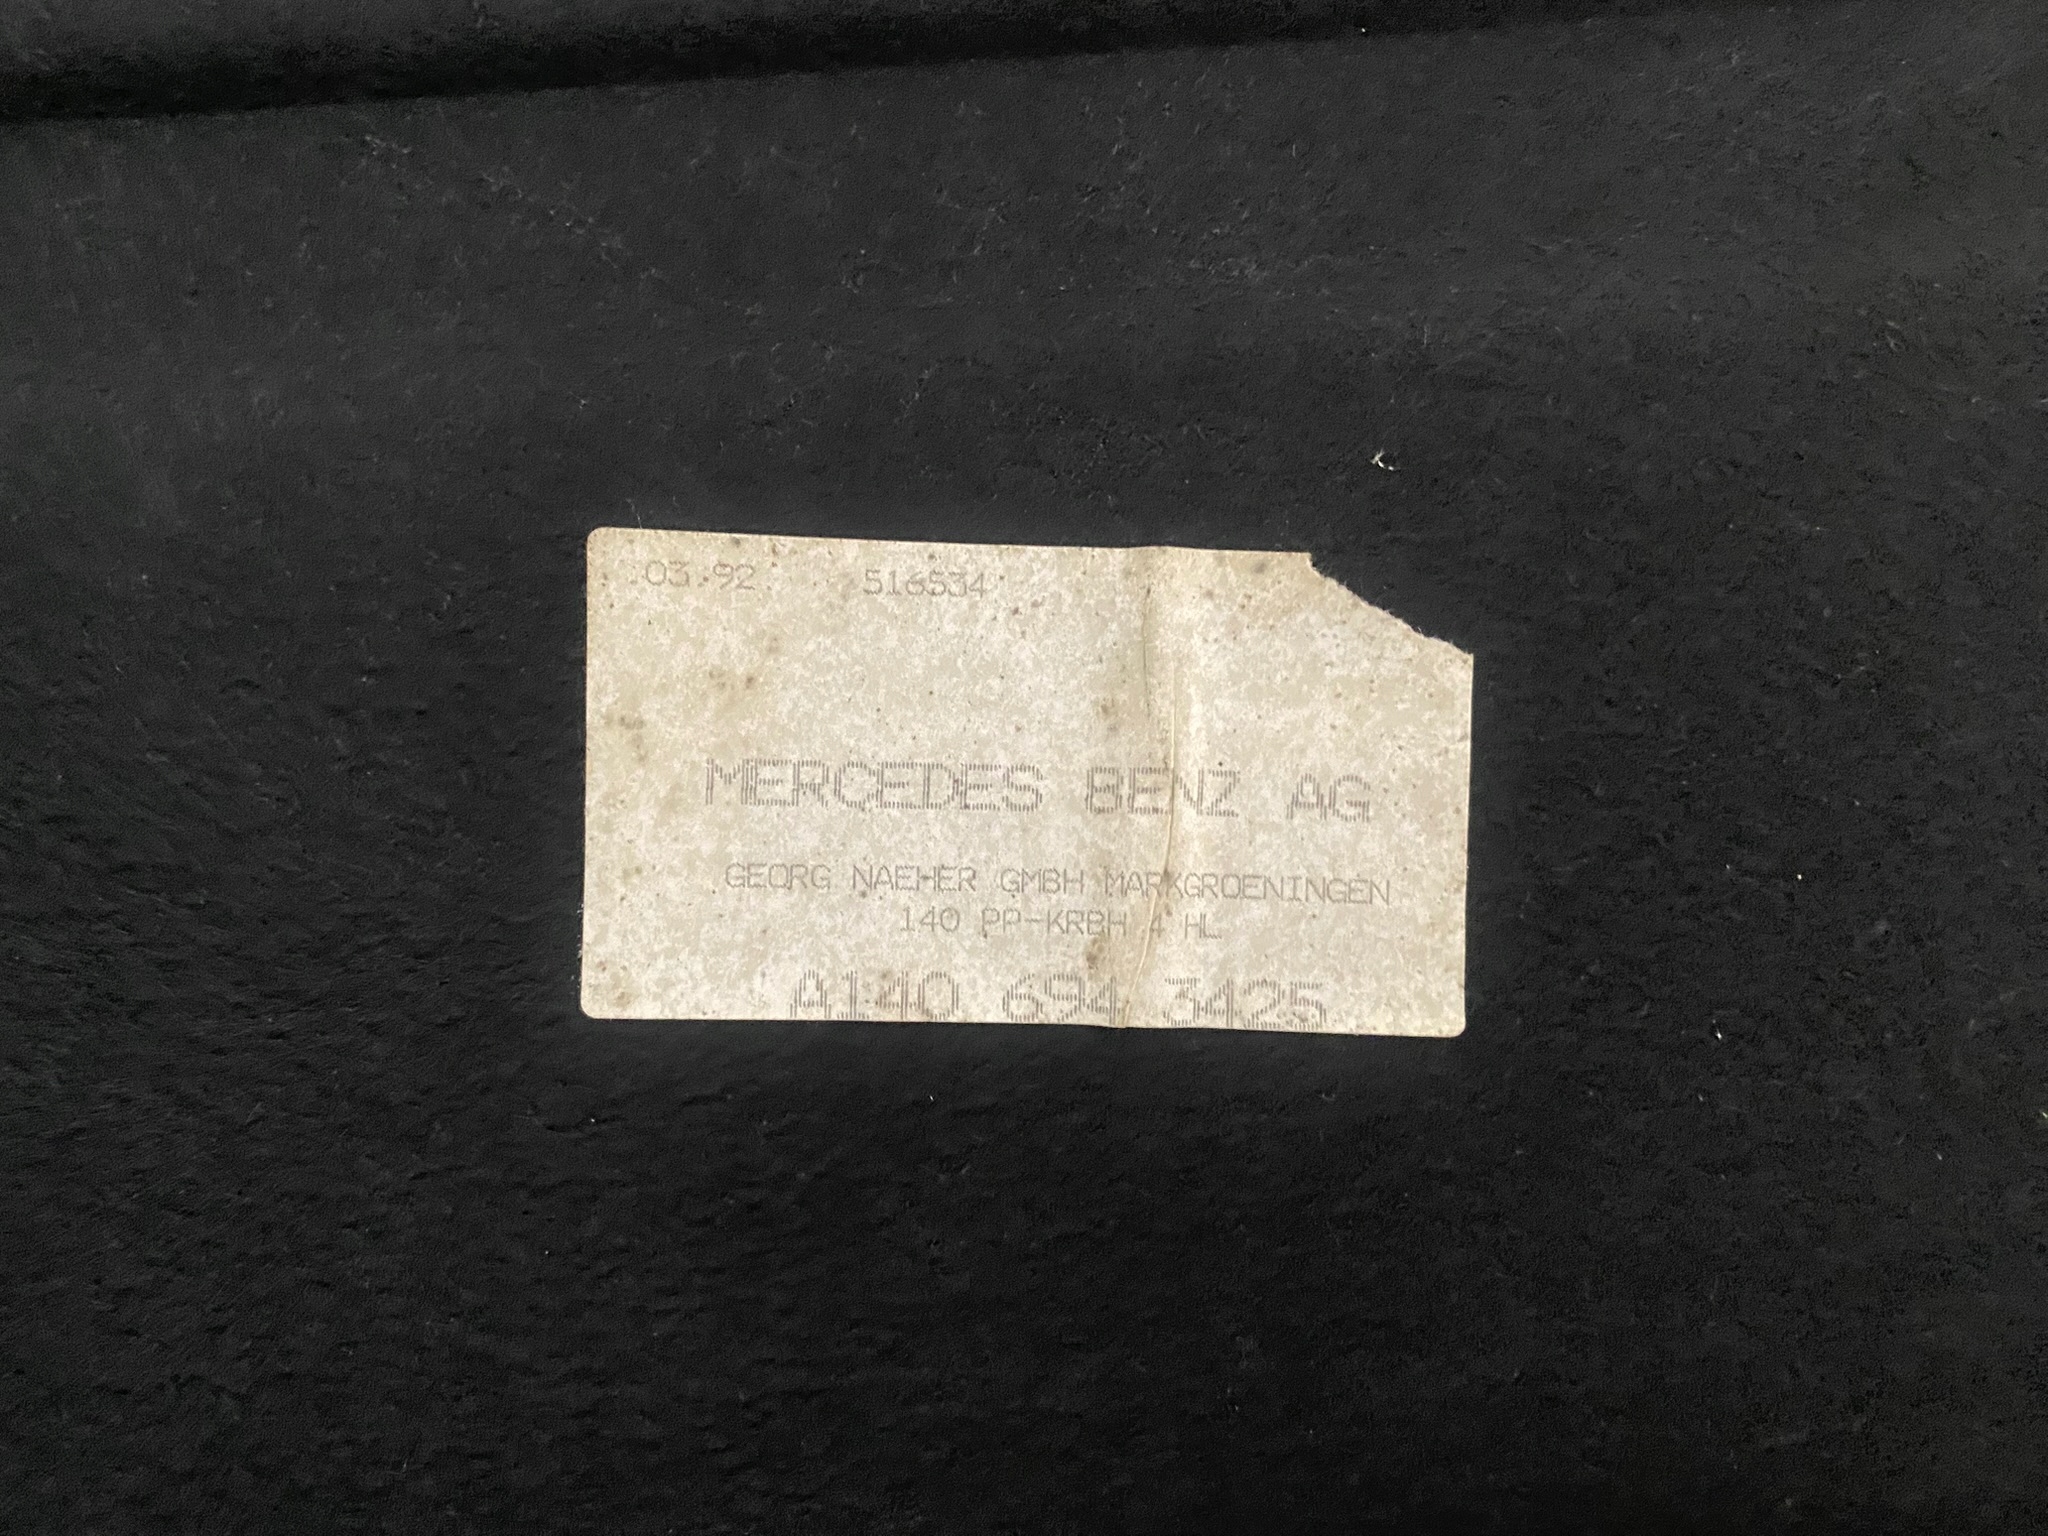 .03.92 516534
MERCEDES BENZ AG
GEORG NAEHER GMBH MARKGROENINGEN
140 PP-KRBH 4 HL
A140 694 3425